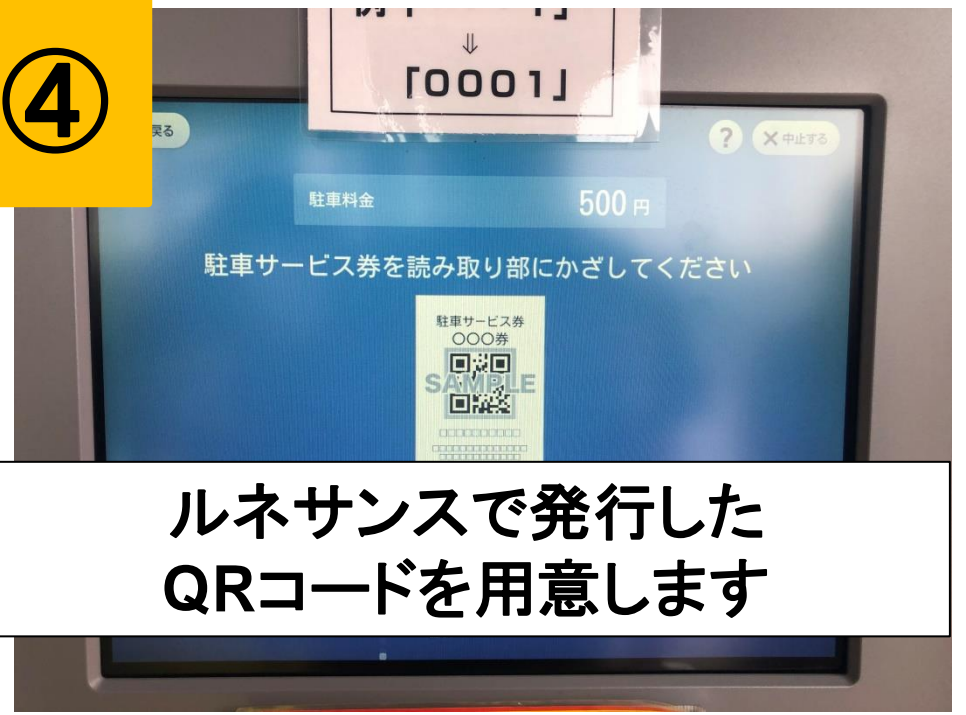 ④
⇓
「0001」
戻る
?
×中止する
駐車料金 500円
駐車サービス券を読み取り部にかざしてください
駐車サービス券
〇〇〇券
SAMPLE
ルネサンスで発行した
QRコードを用意します